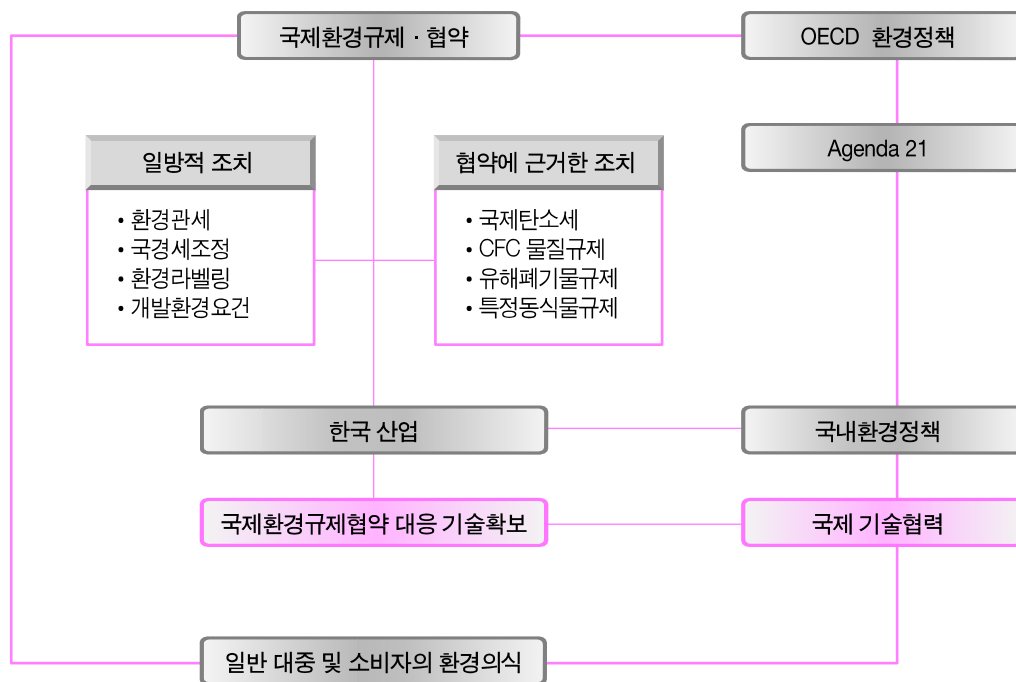 국제환경규제 · 협약
OECD 환경정책
Agenda 21
일방적 조치
• 환경관세
• 국경세조정
• 환경라벨링
• 개발환경요건
협약에 근거한 조치
• 국제탄소세
• CFC 물질규제
• 유해폐기물규제
• 특정동식물규제
한국 산업
국내환경정책
국제환경규제협약 대응 기술확보
국제 기술협력
일반 대중 및 소비자의 환경의식